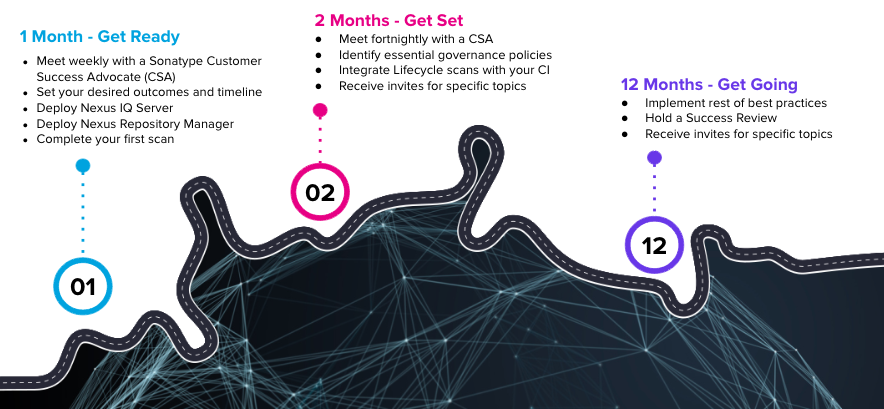 1 Month - Get Ready
• Meet weekly with a Sonatype Customer
Success Advocate (CSA)
• Set your desired outcomes and timeline
• Deploy Nexus IQ Server
• Deploy Nexus Repository Manager
• Complete your first scan
01
2 Months - Get Set
• Meet fortnightly with a CSA
• Identify essential governance policies
• Integrate Lifecycle scans with your CI
• Receive invites for specific topics
02
12 Months - Get Going
• Implement rest of best practices
• Hold a Success Review
• Receive invites for specific topics
12